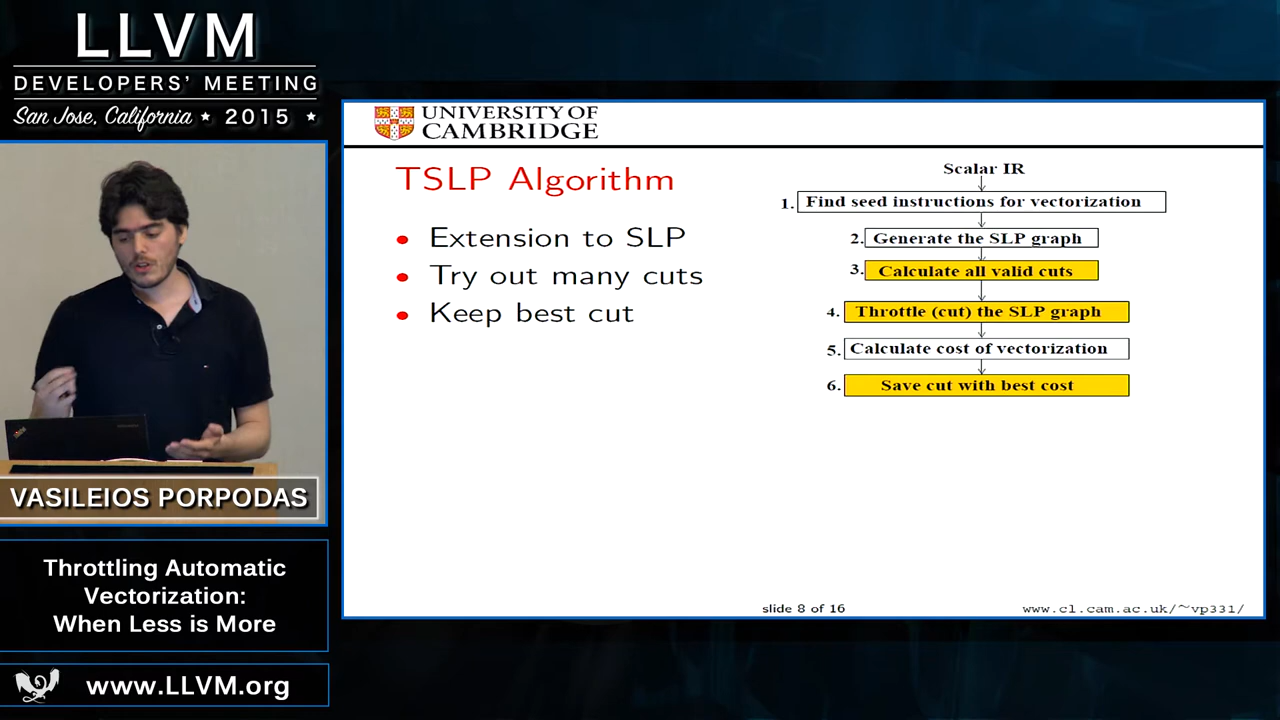 LLVM
DEVELOPERS' MEETING
San Jose, California ★ 2015 ★
UNIVERSITY OF
CAMBRIDGE
TSLP Algorithm
• Extension to SLP
• Try out many cuts
• Keep best cut
Scalar IR
1. Find seed instructions for vectorization
2. Generate the SLP graph
3. Calculate all valid cuts
4. Throttle (cut) the SLP graph
5. Calculate cost of vectorization
6. Save cut with best cost
slide 8 of 16
www.cl.cam.ac.uk/~vp331/
VASILEIOS PORPODAS
Throttling Automatic
Vectorization:
When Less is More
www.LLVM.org